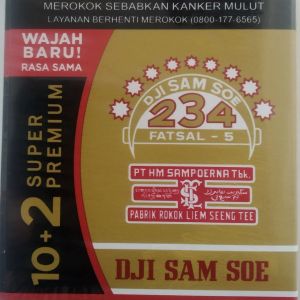 MEROKOK SEBABKAN KANKER MULUT
LAYANAN BERHENTI MEROKOK (0800-177-6565)
WAJAH
BARU!
RASA SAMA
10+2 SUPER
PREMIUM
DJI SAM SOE
234
FATSAL - 5
PT HM SAMPOERNA Tbk.
PABRIK ROKOK LIEM SEENG TEE
DJI SAM SOE